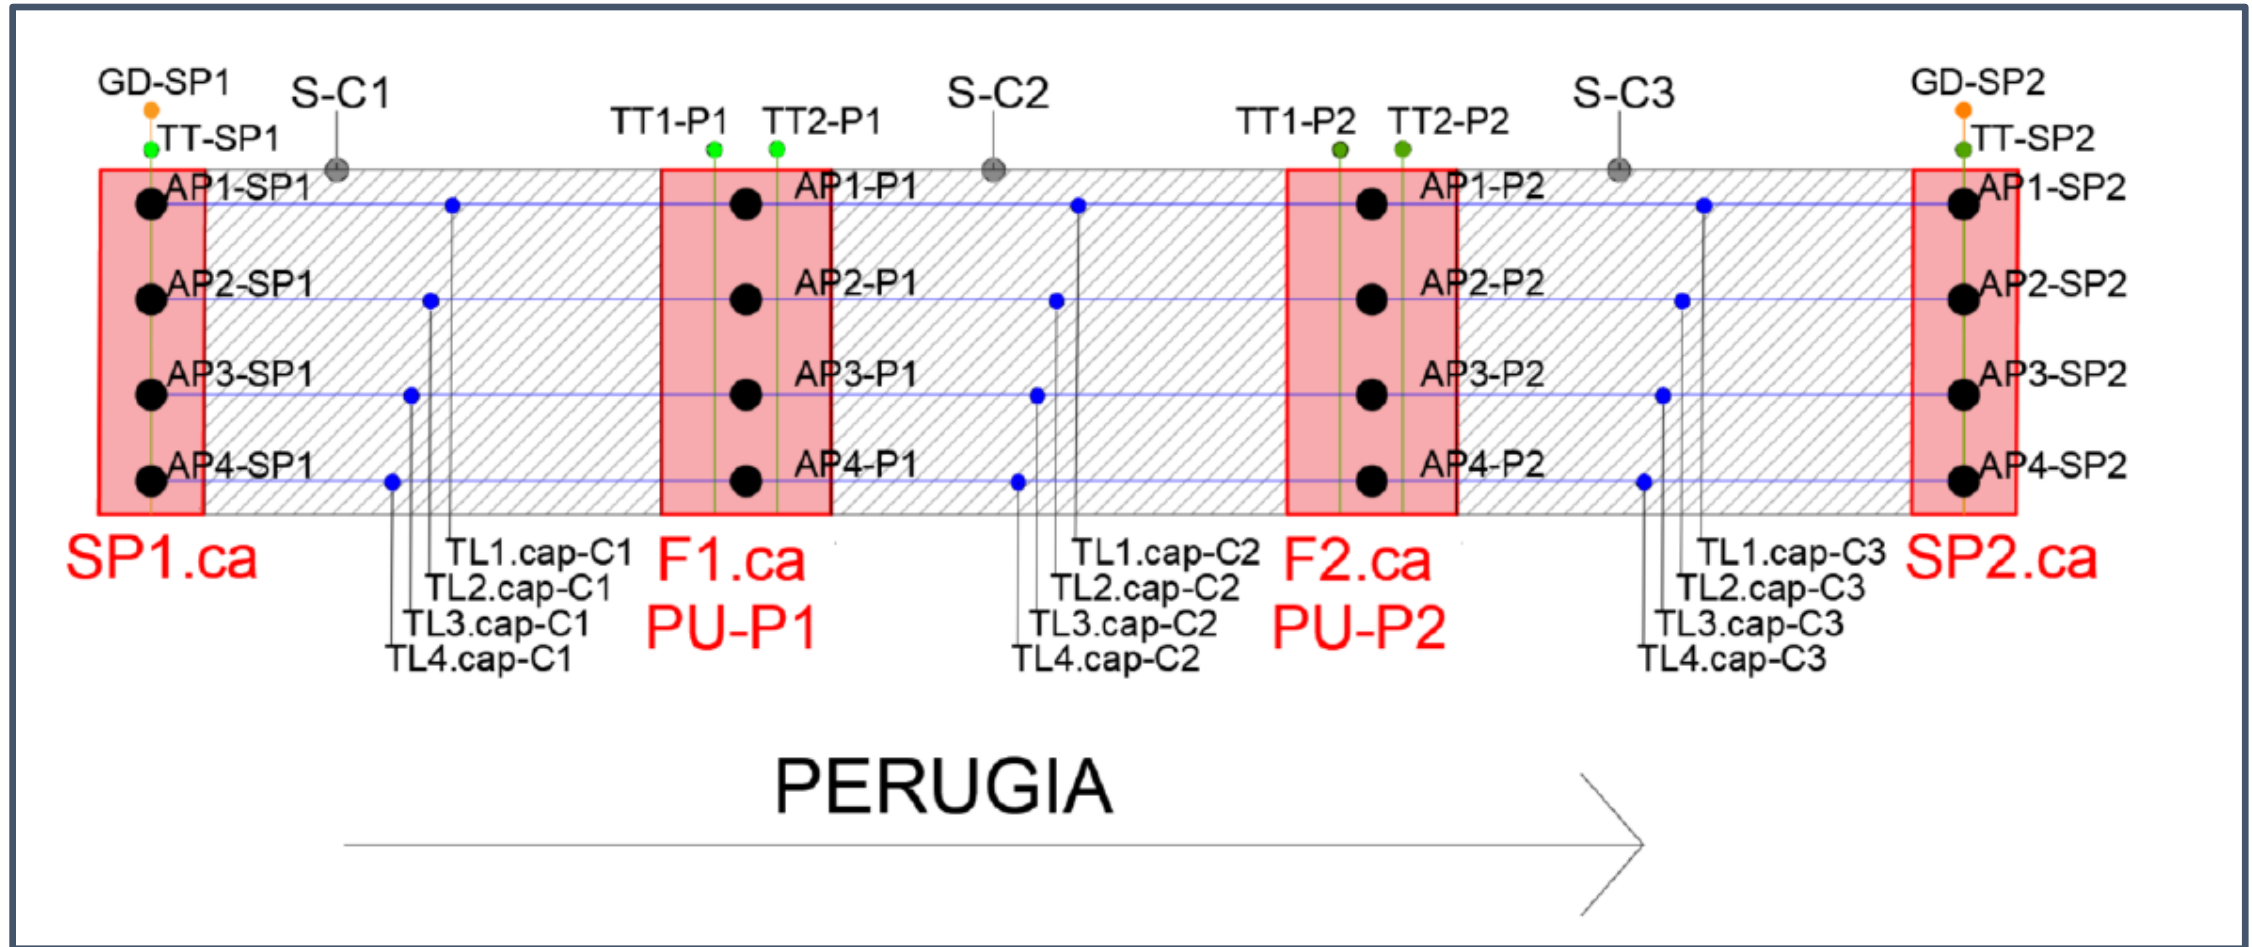 GD-SP1
S-C1
S-C2
S-C3
GD-SP2
TT-SP1
TT1-P1
TT2-P1
TT1-P2
TT2-P2
TT-SP2
AP1-SP1
AP1-P1
AP1-P2
AP1-SP2
AP2-SP1
AP2-P1
AP2-P2
AP2-SP2
AP3-SP1
AP3-P1
AP3-P2
AP3-SP2
AP4-SP1
AP4-P1
AP4-P2
AP4-SP2
SP1.ca
TL1.cap-C1
TL2.cap-C1
TL3.cap-C1
TL4.cap-C1
F1.ca
PU-P1
TL1.cap-C2
TL2.cap-C2
TL3.cap-C2
TL4.cap-C2
F2.ca
PU-P2
TL1.cap-C3
TL2.cap-C3
TL3.cap-C3
TL4.cap-C3
SP2.ca
PERUGIA